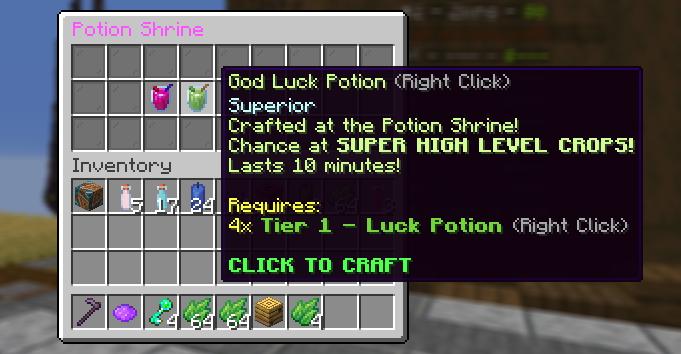 Potion Shrine
God Luck Potion (Right Click)
Superior
Crafted at the Potion Shrine!
Chance at SUPER HIGH LEVEL CROPS!
Lasts 10 minutes!
Requires:
4x Tier 1 - Luck Potion (Right Click)
CLICK TO CRAFT
Inventory
5 17 24
4 64 64 4